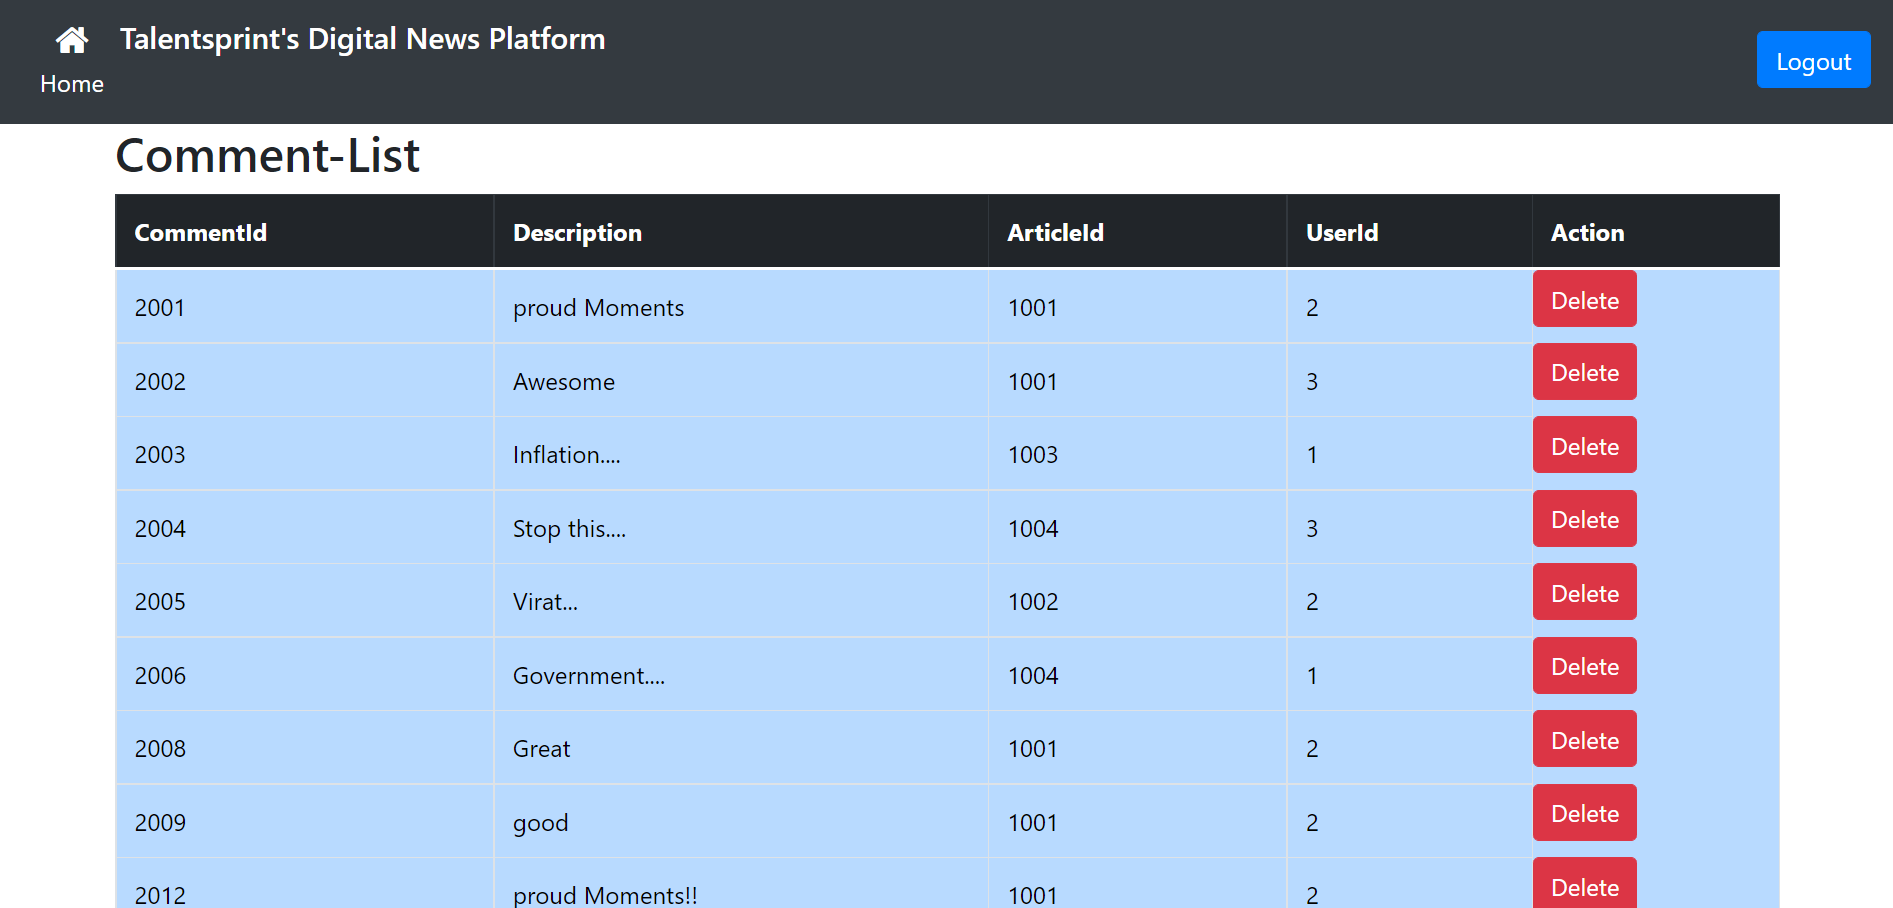 Talentsprint's Digital News Platform
Home
Logout
Comment-List
CommentId Description ArticleId UserId Action
2001 proud Moments 1001 2 Delete
2002 Awesome 1001 3 Delete
2003 Inflation.... 1003 1 Delete
2004 Stop this.... 1004 3 Delete
2005 Virat... 1002 2 Delete
2006 Government.... 1004 1 Delete
2008 Great 1001 2 Delete
2009 good 1001 2 Delete
2012 proud Moments!! 1001 2 Delete